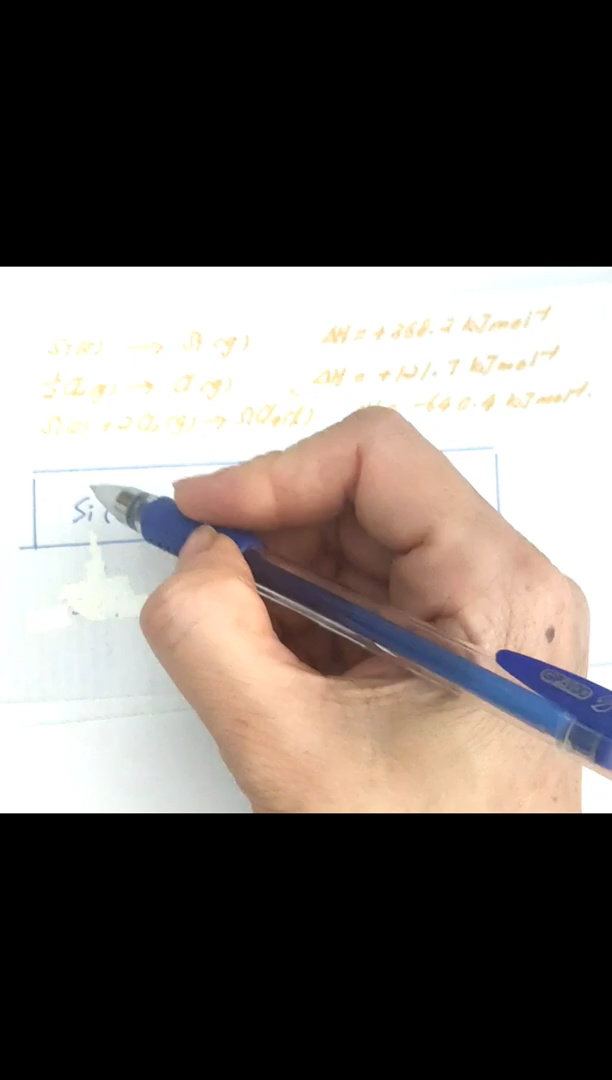 Si(s) → Si(g) ΔH = +368.2 kJmol⁻¹
½Cl₂(g) → Cl(g) ΔH = +121.7 kJmol⁻¹
Si(s) + 2Cl₂(g) → SiCl₄(l) -640.4 kJmol⁻¹.
Si(